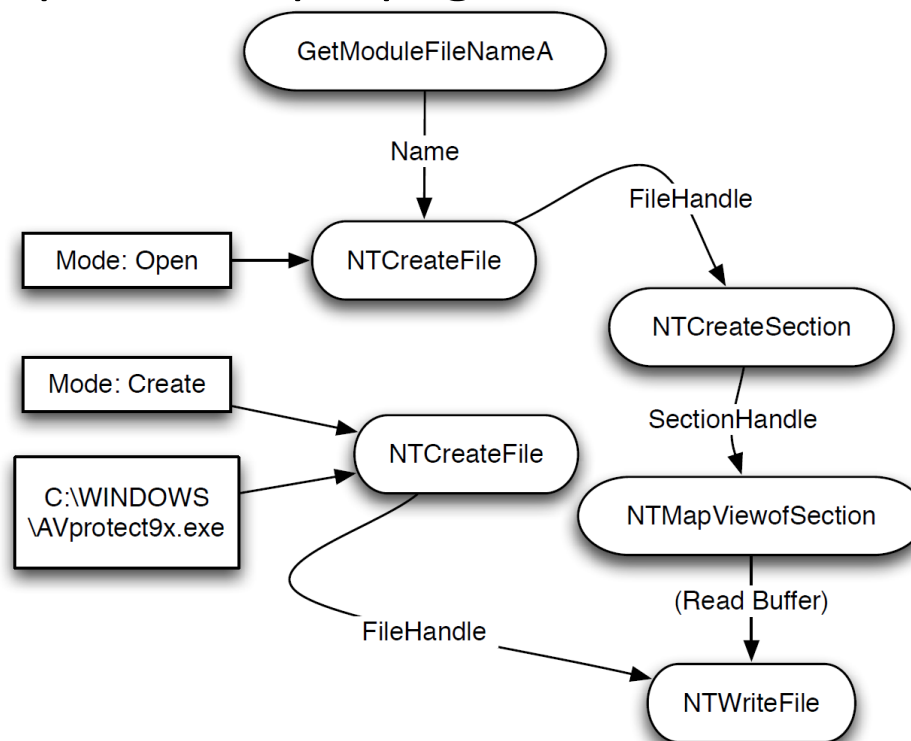 GetModuleFileNameA
Name
FileHandle
Mode: Open
NTCreateFile
NTCreateSection
Mode: Create
SectionHandle
NTCreateFile
C:\WINDOWS
\AVprotect9x.exe
NTMapViewofSection
(Read Buffer)
FileHandle
NTWriteFile